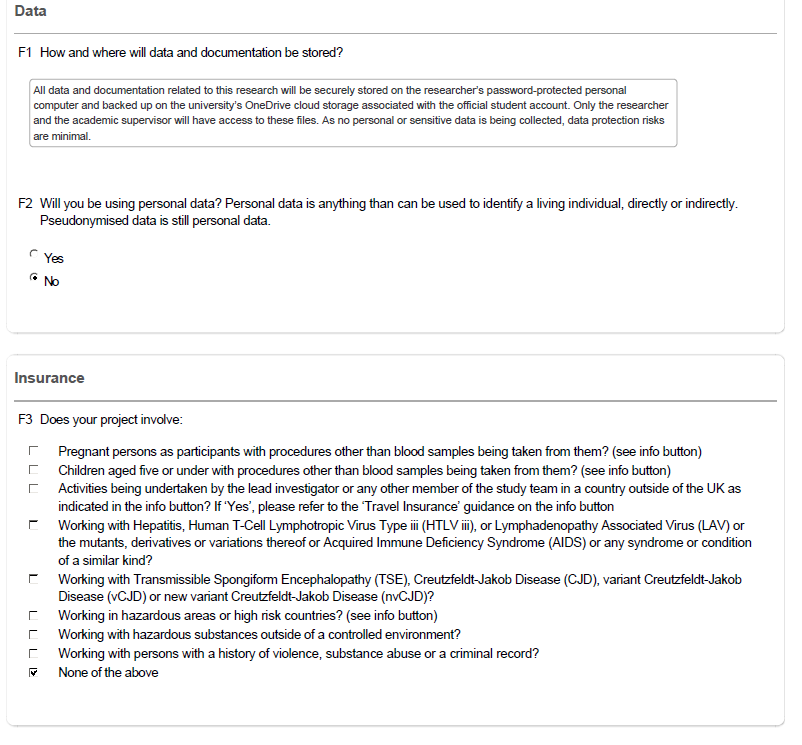 Data
F1 How and where will data and documentation be stored?
All data and documentation related to this research will be securely stored on the researcher's password-protected personal
computer and backed up on the university's OneDrive cloud storage associated with the official student account. Only the researcher
and the academic supervisor will have access to these files. As no personal or sensitive data is being collected, data protection risks
are minimal.
F2 Will you be using personal data? Personal data is anything than can be used to identify a living individual, directly or indirectly.
Pseudonymised data is still personal data.
Yes
No
Insurance
F3 Does your project involve:
Pregnant persons as participants with procedures other than blood samples being taken from them? (see info button)
Children aged five or under with procedures other than blood samples being taken from them? (see info button)
Activities being undertaken by the lead investigator or any other member of the study team in a country outside of the UK as
indicated in the info button? If 'Yes', please refer to the 'Travel Insurance' guidance on the info button
Working with Hepatitis, Human T-Cell Lymphotropic Virus Type iii (HTLV iii), or Lymphadenopathy Associated Virus (LAV) or
the mutants, derivatives or variations thereof or Acquired Immune Deficiency Syndrome (AIDS) or any syndrome or condition
of a similar kind?
Working with Transmissible Spongiform Encephalopathy (TSE), Creutzfeldt-Jakob Disease (CJD), variant Creutzfeldt-Jakob
Disease (vCJD) or new variant Creutzfeldt-Jakob Disease (nvCJD)?
Working in hazardous areas or high risk countries? (see info button)
Working with hazardous substances outside of a controlled environment?
Working with persons with a history of violence, substance abuse or a criminal record?
None of the above